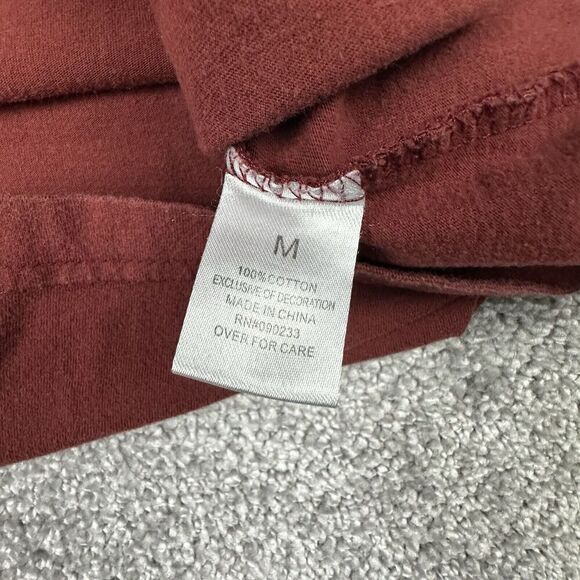 M
100% COTTON
EXCLUSIVE OF DECORATION
MADE IN CHINA
RN#090233
OVER FOR CARE